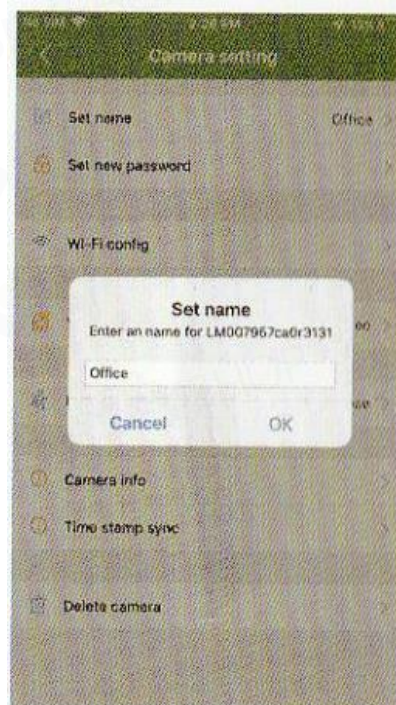 Camera setting
Set name
Office
Set new password
Wi-Fi config
Set name
Enter an name for LM007967ca0r3131
Office
Cancel
OK
Camera info
Time stamp sync
Delete camera